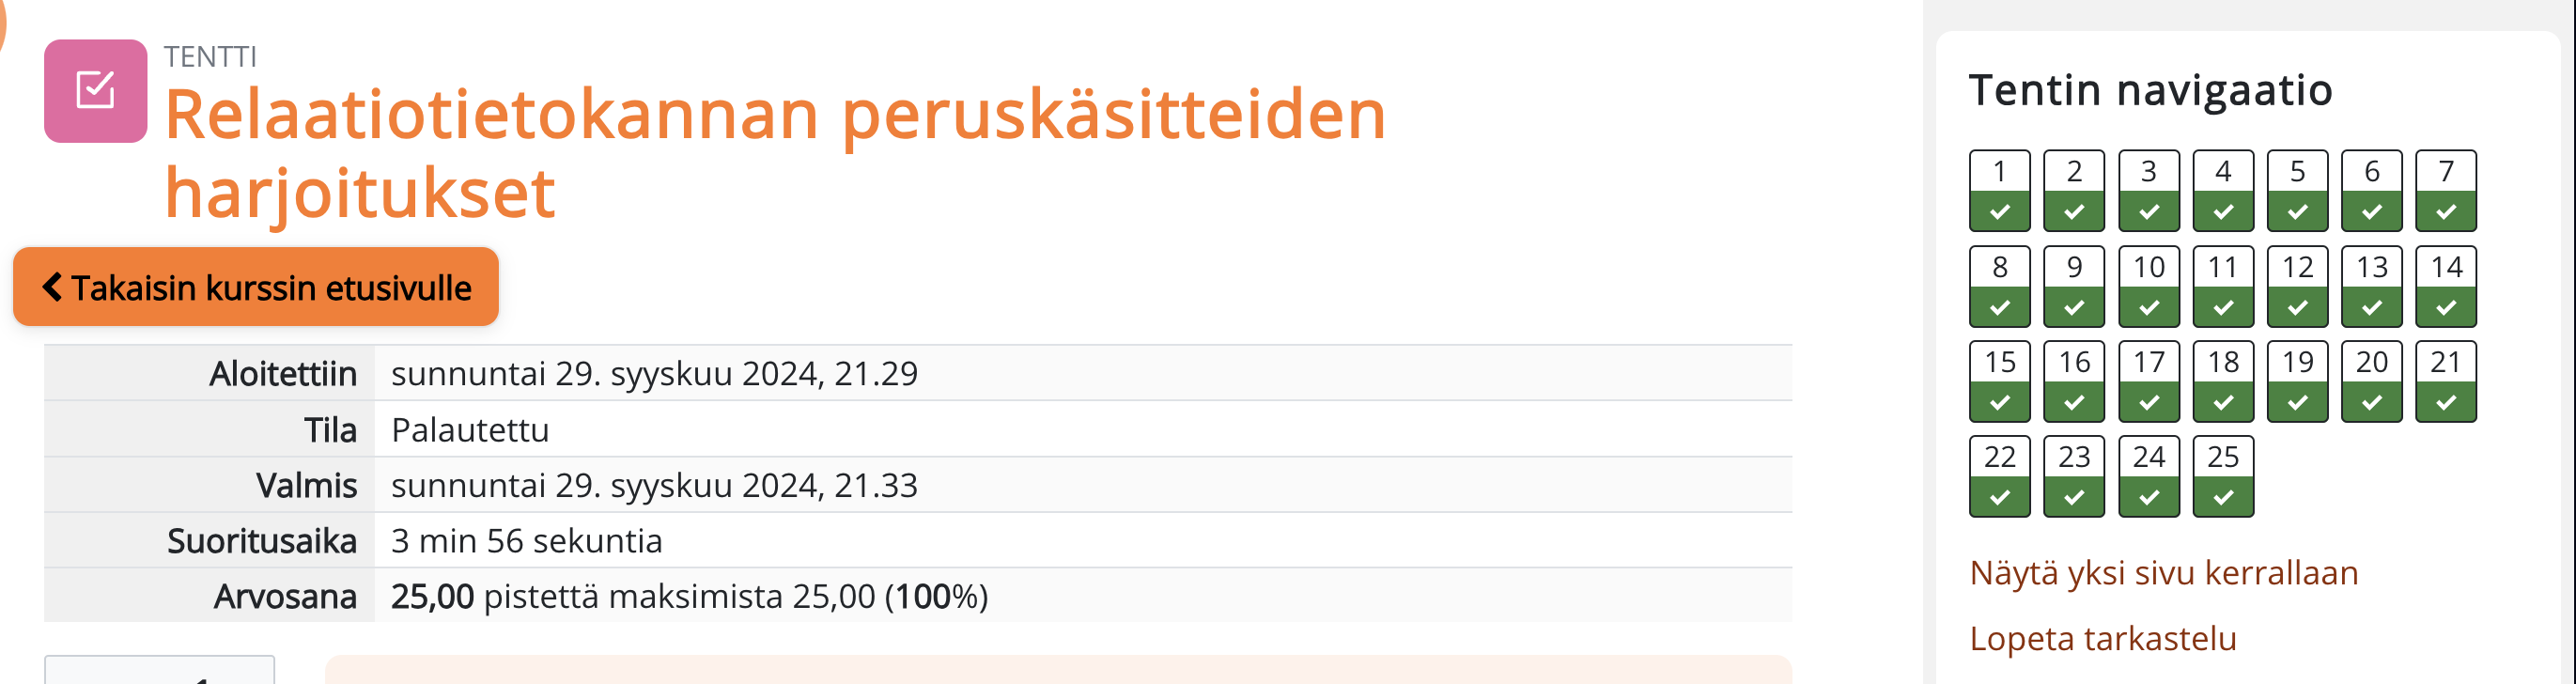 TENTTI
Relaatiotietokannan peruskäsitteiden
harjoitukset
Takaisin kurssin etusivulle
Aloitettiin sunnuntai 29. syyskuu 2024, 21.29
Tila Palautettu
Valmis sunnuntai 29. syyskuu 2024, 21.33
Suoritusaika 3 min 56 sekuntia
Arvosana 25,00 pistettä maksimista 25,00 (100%)
Tentin navigaatio
1 2 3 4 5 6 7
8 9 10 11 12 13 14
15 16 17 18 19 20 21
22 23 24 25
Näytä yksi sivu kerrallaan
Lopeta tarkastelu